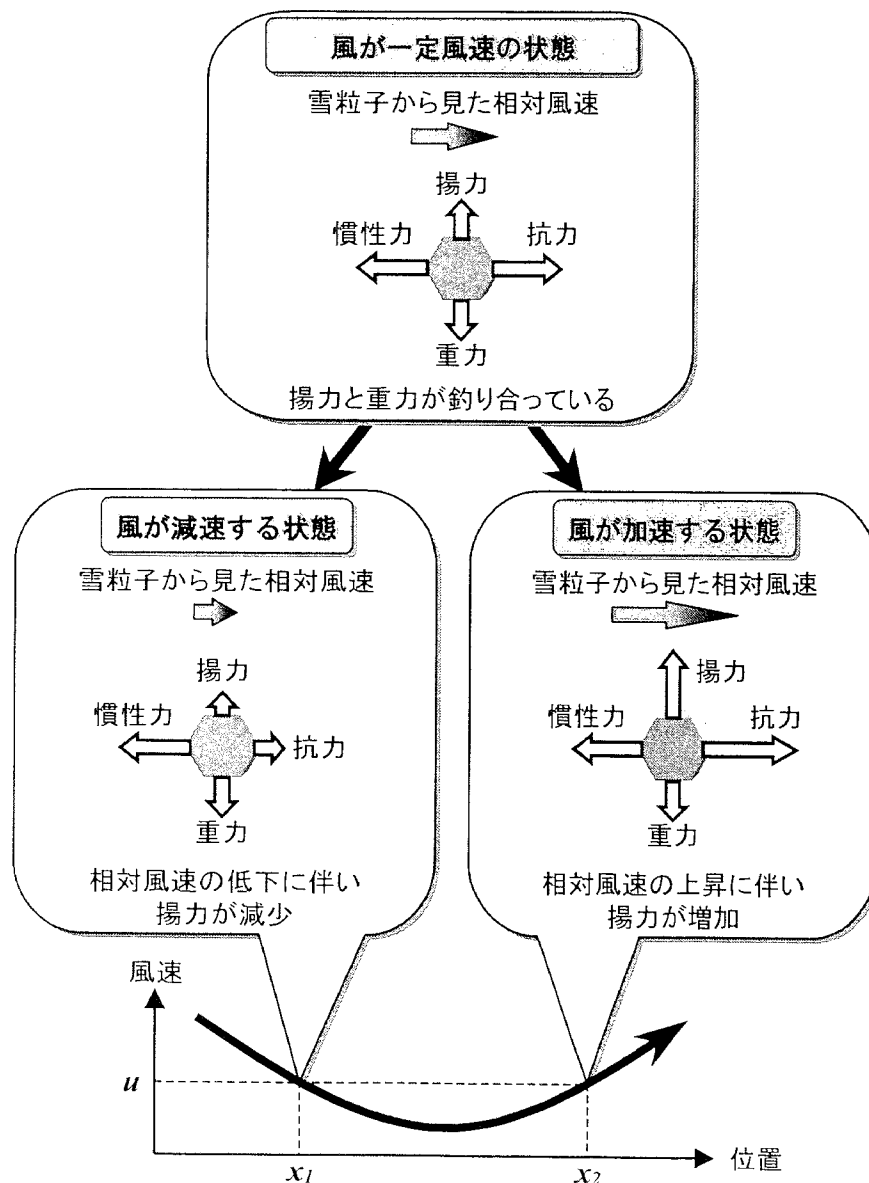 風が一定風速の状態
雪粒子から見た相対風速
揚力
慣性力
抗力
重力
揚力と重力が釣り合っている
風が減速する状態
雪粒子から見た相対風速
揚力
慣性力
抗力
重力
相対風速の低下に伴い
揚力が減少
風が加速する状態
雪粒子から見た相対風速
揚力
慣性力
抗力
重力
相対風速の上昇に伴い
揚力が増加
風速
u
x1
x2
位置